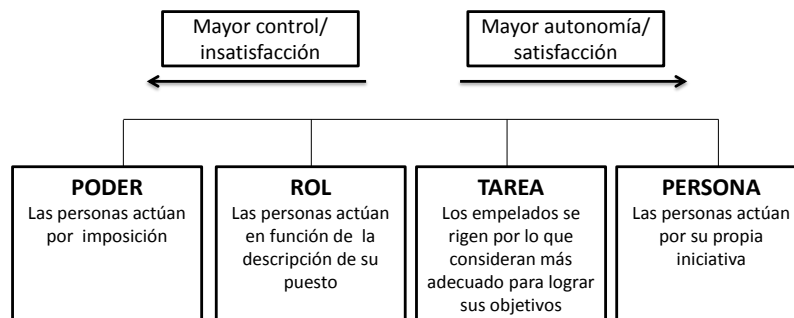 Mayor control/
insatisfacción
Mayor autonomía/
satisfacción
PODER
Las personas actúan
por imposición
ROL
Las personas actúan
en función de la
descripción de su
puesto
TAREA
Los empelados se
rigen por lo que
consideran más
adecuado para lograr
sus objetivos
PERSONA
Las personas actúan
por su propia
iniciativa